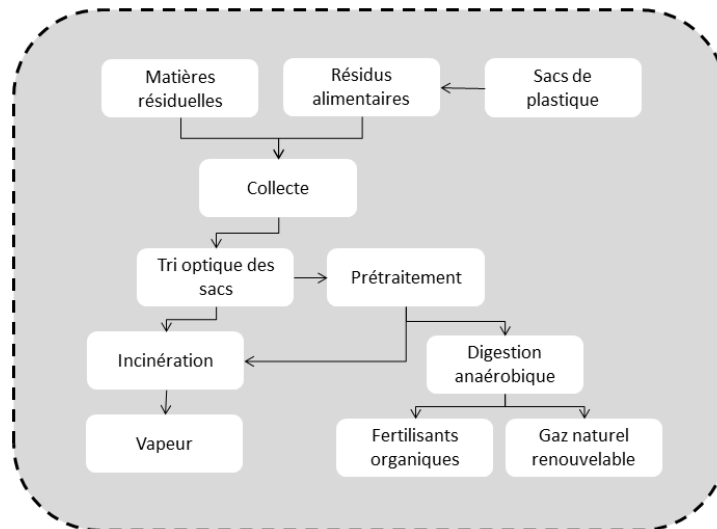 Matières
résiduelles
Résidus
alimentaires
Sacs de
plastique
Collecte
Tri optique des
sacs
Prétraitement
Incinération
Digestion
anaérobique
Vapeur
Fertilisants
organiques
Gaz naturel
renouvelable